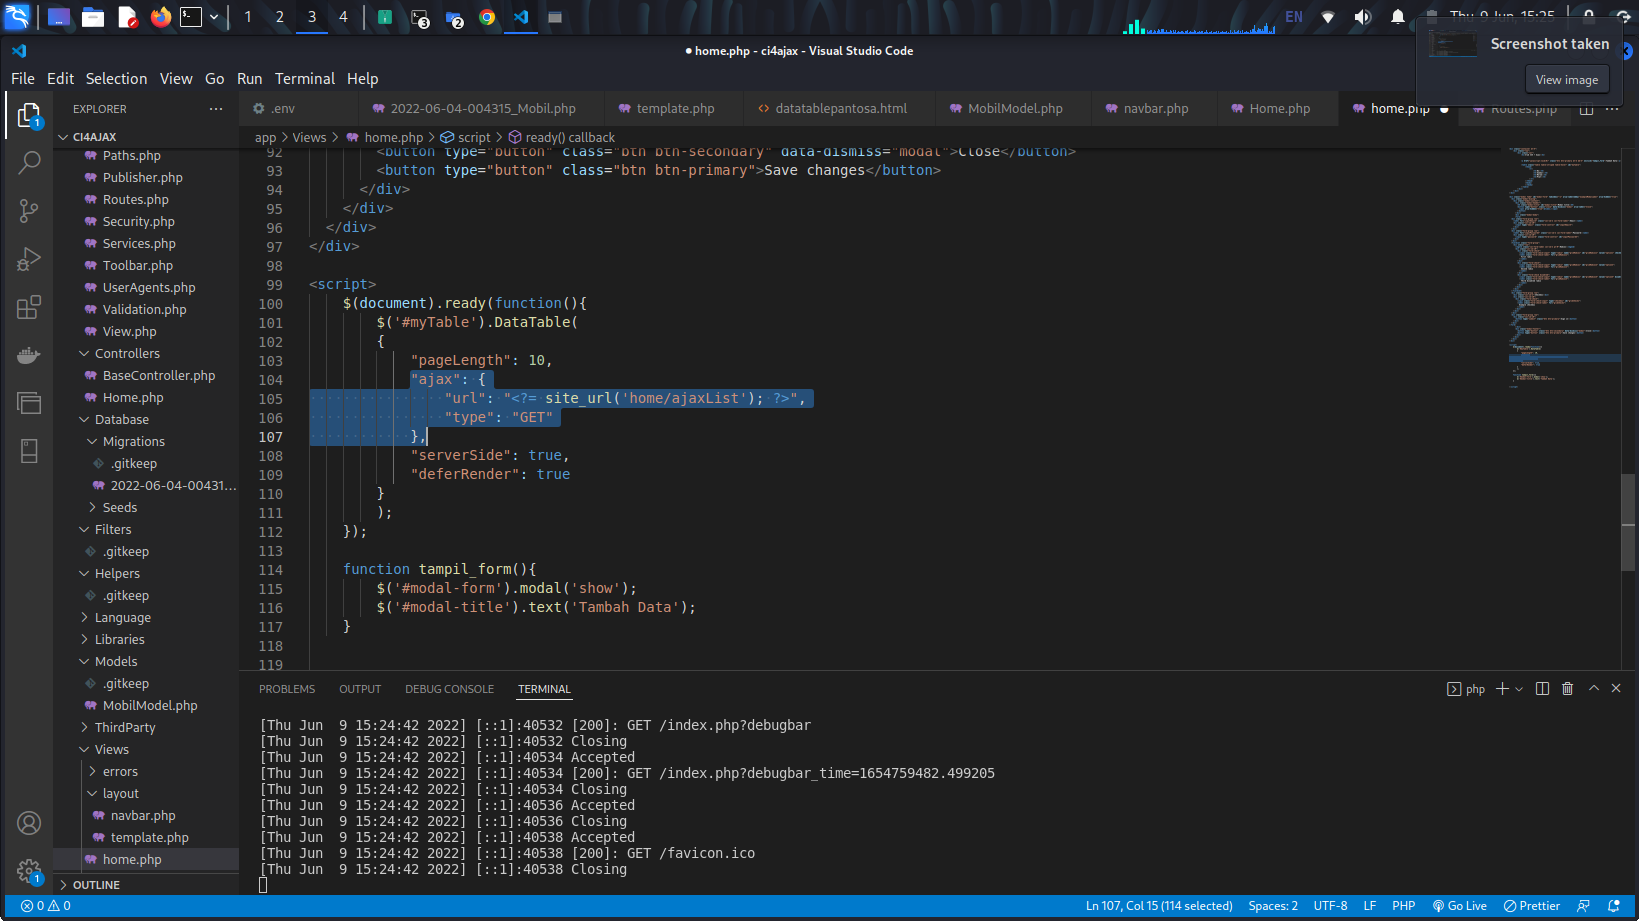 1 2 3 4 3 2 EN Thu 9 Jun, 15:25
● home.php - ci4ajax - Visual Studio Code
Screenshot taken
View image
File Edit Selection View Go Run Terminal Help
EXPLORER ···
.env 2022-06-04-004315_Mobil.php template.php datatablepantosa.html MobilModel.php navbar.php Home.php home.php ● Routes.php
app > Views > home.php > script > ready() callback
1
CI4AJAX
Paths.php
Publisher.php
Routes.php
Security.php
Services.php
Toolbar.php
UserAgents.php
Validation.php
View.php
Controllers
BaseController.php
Home.php
Database
Migrations
.gitkeep
2022-06-04-00431...
Seeds
Filters
.gitkeep
Helpers
.gitkeep
Language
Libraries
Models
.gitkeep
MobilModel.php
ThirdParty
Views
errors
layout
navbar.php
template.php
home.php
OUTLINE
1
92 <button type="button" class="btn btn-secondary" data-dismiss="modal">Close</button>
93 <button type="button" class="btn btn-primary">Save changes</button>
94 </div>
95 </div>
96 </div>
97 </div>
98
99 <script>
100 $(document).ready(function(){
101 $('#myTable').DataTable(
102 {
103 "pageLength": 10,
104 "ajax": {
105 "url": "<?= site_url('home/ajaxList'); ?>",
106 "type": "GET"
107 },
108 "serverSide": true,
109 "deferRender": true
110 }
111 );
112 });
113
114 function tampil_form(){
115 $('#modal-form').modal('show');
116 $('#modal-title').text('Tambah Data');
117 }
118
119
PROBLEMS OUTPUT DEBUG CONSOLE TERMINAL php
[Thu Jun  9 15:24:42 2022] [::1]:40532 [200]: GET /index.php?debugbar
[Thu Jun  9 15:24:42 2022] [::1]:40532 Closing
[Thu Jun  9 15:24:42 2022] [::1]:40534 Accepted
[Thu Jun  9 15:24:42 2022] [::1]:40534 [200]: GET /index.php?debugbar_time=1654759482.499205
[Thu Jun  9 15:24:42 2022] [::1]:40534 Closing
[Thu Jun  9 15:24:42 2022] [::1]:40536 Accepted
[Thu Jun  9 15:24:42 2022] [::1]:40536 Closing
[Thu Jun  9 15:24:42 2022] [::1]:40538 Accepted
[Thu Jun  9 15:24:42 2022] [::1]:40538 [200]: GET /favicon.ico
[Thu Jun  9 15:24:42 2022] [::1]:40538 Closing
0 0 Ln 107, Col 15 (114 selected) Spaces: 2 UTF-8 LF PHP Go Live Prettier